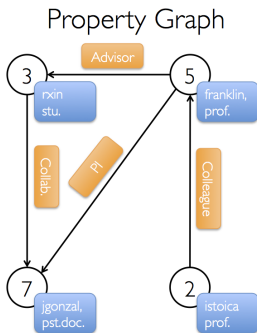 Property Graph
Advisor
3
5
rxin
stu.
franklin,
prof.
Collab.
PI
Colleague
7
2
jgonzal,
pst.doc.
istoica
prof.